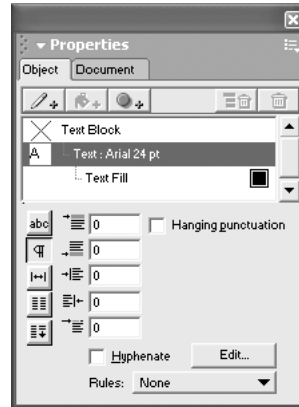 Properties
Object Document
Text Block
A Text : Arial 24 pt
Text Fill
abc 0 Hanging punctuation
¶ 0
0
0
0
Hyphenate Edit...
Rules: None